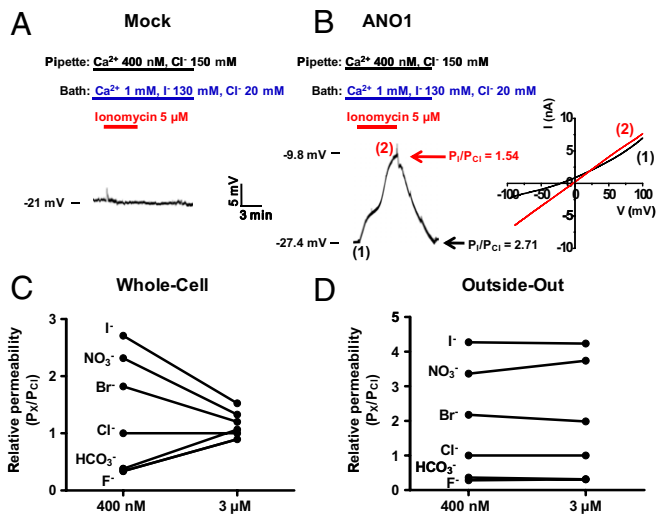 A Mock
Pipette: Ca²⁺ 400 nM, Cl⁻ 150 mM
Bath: Ca²⁺ 1 mM, I⁻ 130 mM, Cl⁻ 20 mM
Ionomycin 5 µM
-21 mV
5 mV
3 min
B ANO1
Pipette: Ca²⁺ 400 nM, Cl⁻ 150 mM
Bath: Ca²⁺ 1 mM, I⁻ 130 mM, Cl⁻ 20 mM
Ionomycin 5 µM
-9.8 mV
(2)
P_I/P_Cl = 1.54
-27.4 mV
(1)
P_I/P_Cl = 2.71
I (nA)
10
(2)
5
(1)
0
-5
-10
-100 -50 0 50 100
V (mV)
C Whole-Cell
Relative permeability
(P_X/P_Cl)
3
2
1
0
I⁻
NO₃⁻
Br⁻
Cl⁻
HCO₃⁻
F⁻
400 nM 3 µM
D Outside-Out
Relative permeability
(P_X/P_Cl)
5
4
3
2
1
0
I⁻
NO₃⁻
Br⁻
Cl⁻
HCO₃⁻
F⁻
400 nM 3 µM